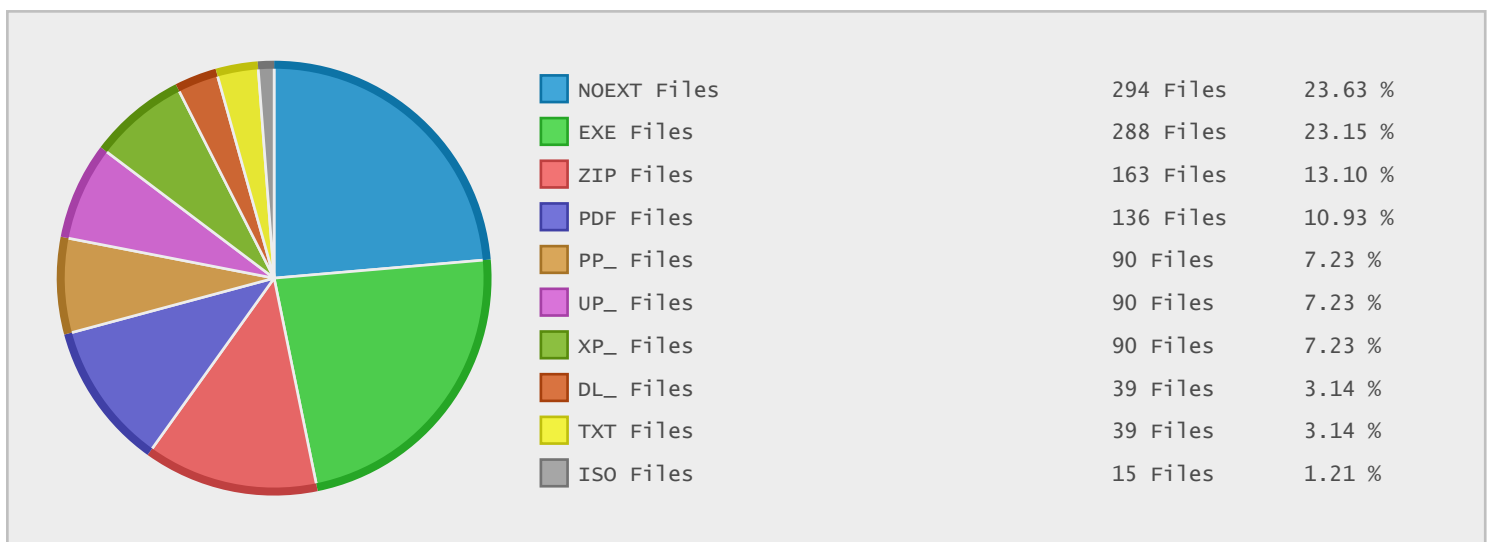 NOEXT Files 294 Files 23.63 %
EXE Files 288 Files 23.15 %
ZIP Files 163 Files 13.10 %
PDF Files 136 Files 10.93 %
PP_ Files 90 Files 7.23 %
UP_ Files 90 Files 7.23 %
XP_ Files 90 Files 7.23 %
DL_ Files 39 Files 3.14 %
TXT Files 39 Files 3.14 %
ISO Files 15 Files 1.21 %